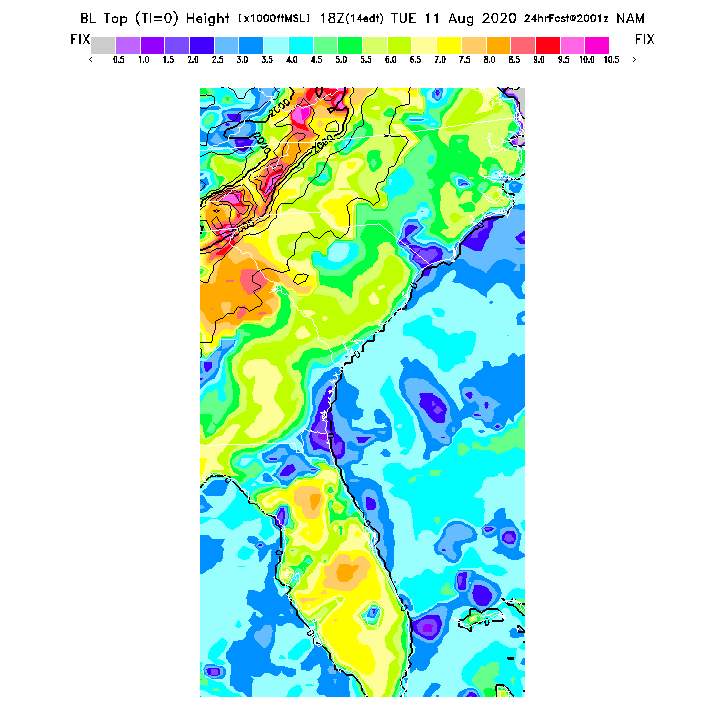 BL Top (TI=0) Height [x1000ftMSL] 18Z(14edt) TUE 11 Aug 2020 24hrFcst@2001z NAM
FIX FIX
< 0.5 1.0 1.5 2.0 2.5 3.0 3.5 4.0 4.5 5.0 5.5 6.0 6.5 7.0 7.5 8.0 8.5 9.0 9.5 10.0 10.5 >
2000
2000